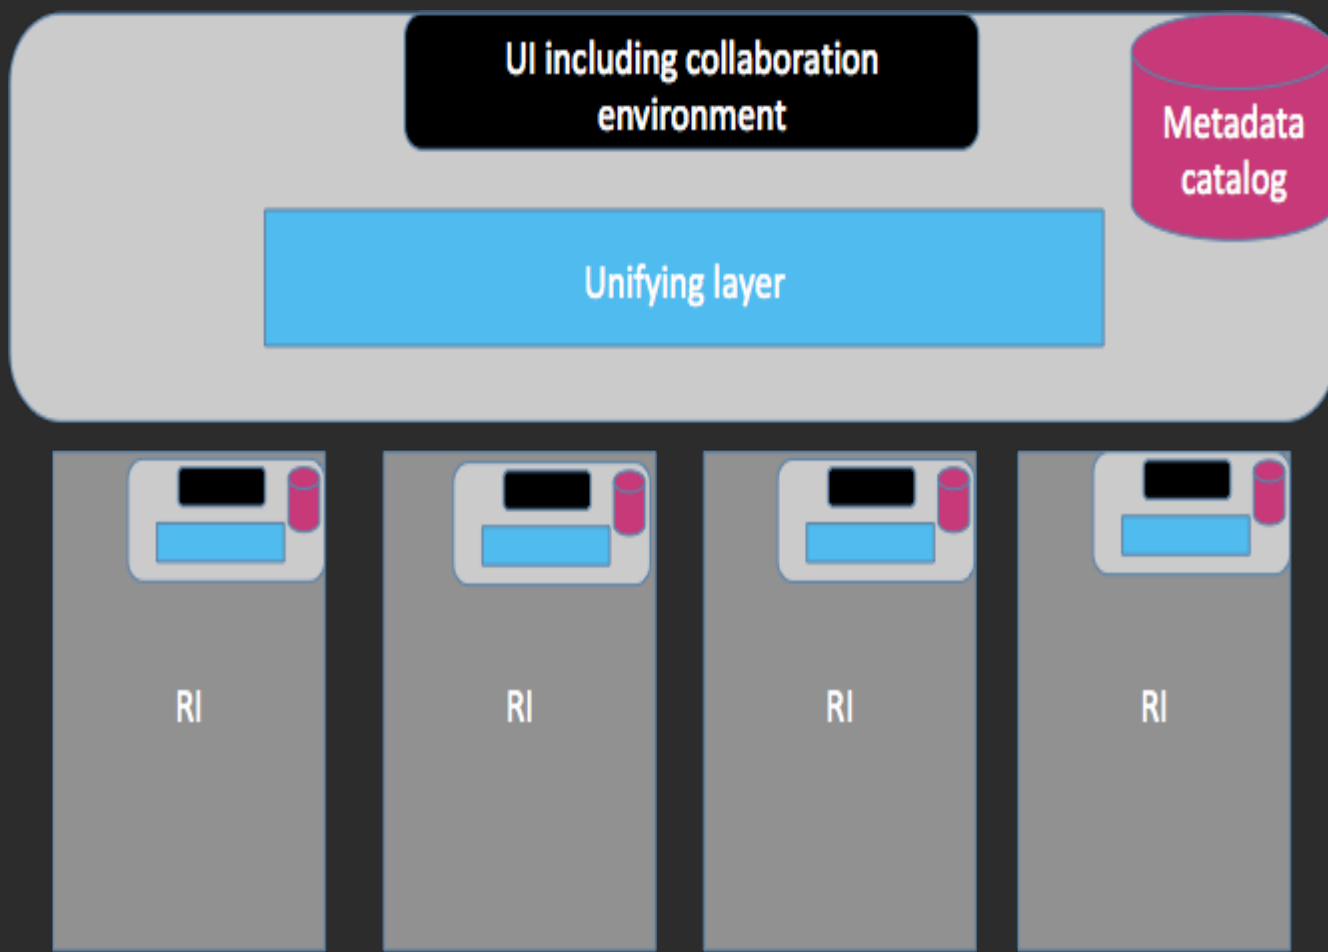 UI including collaboration
environment
Metadata
catalog
Unifying layer
RI
RI
RI
RI